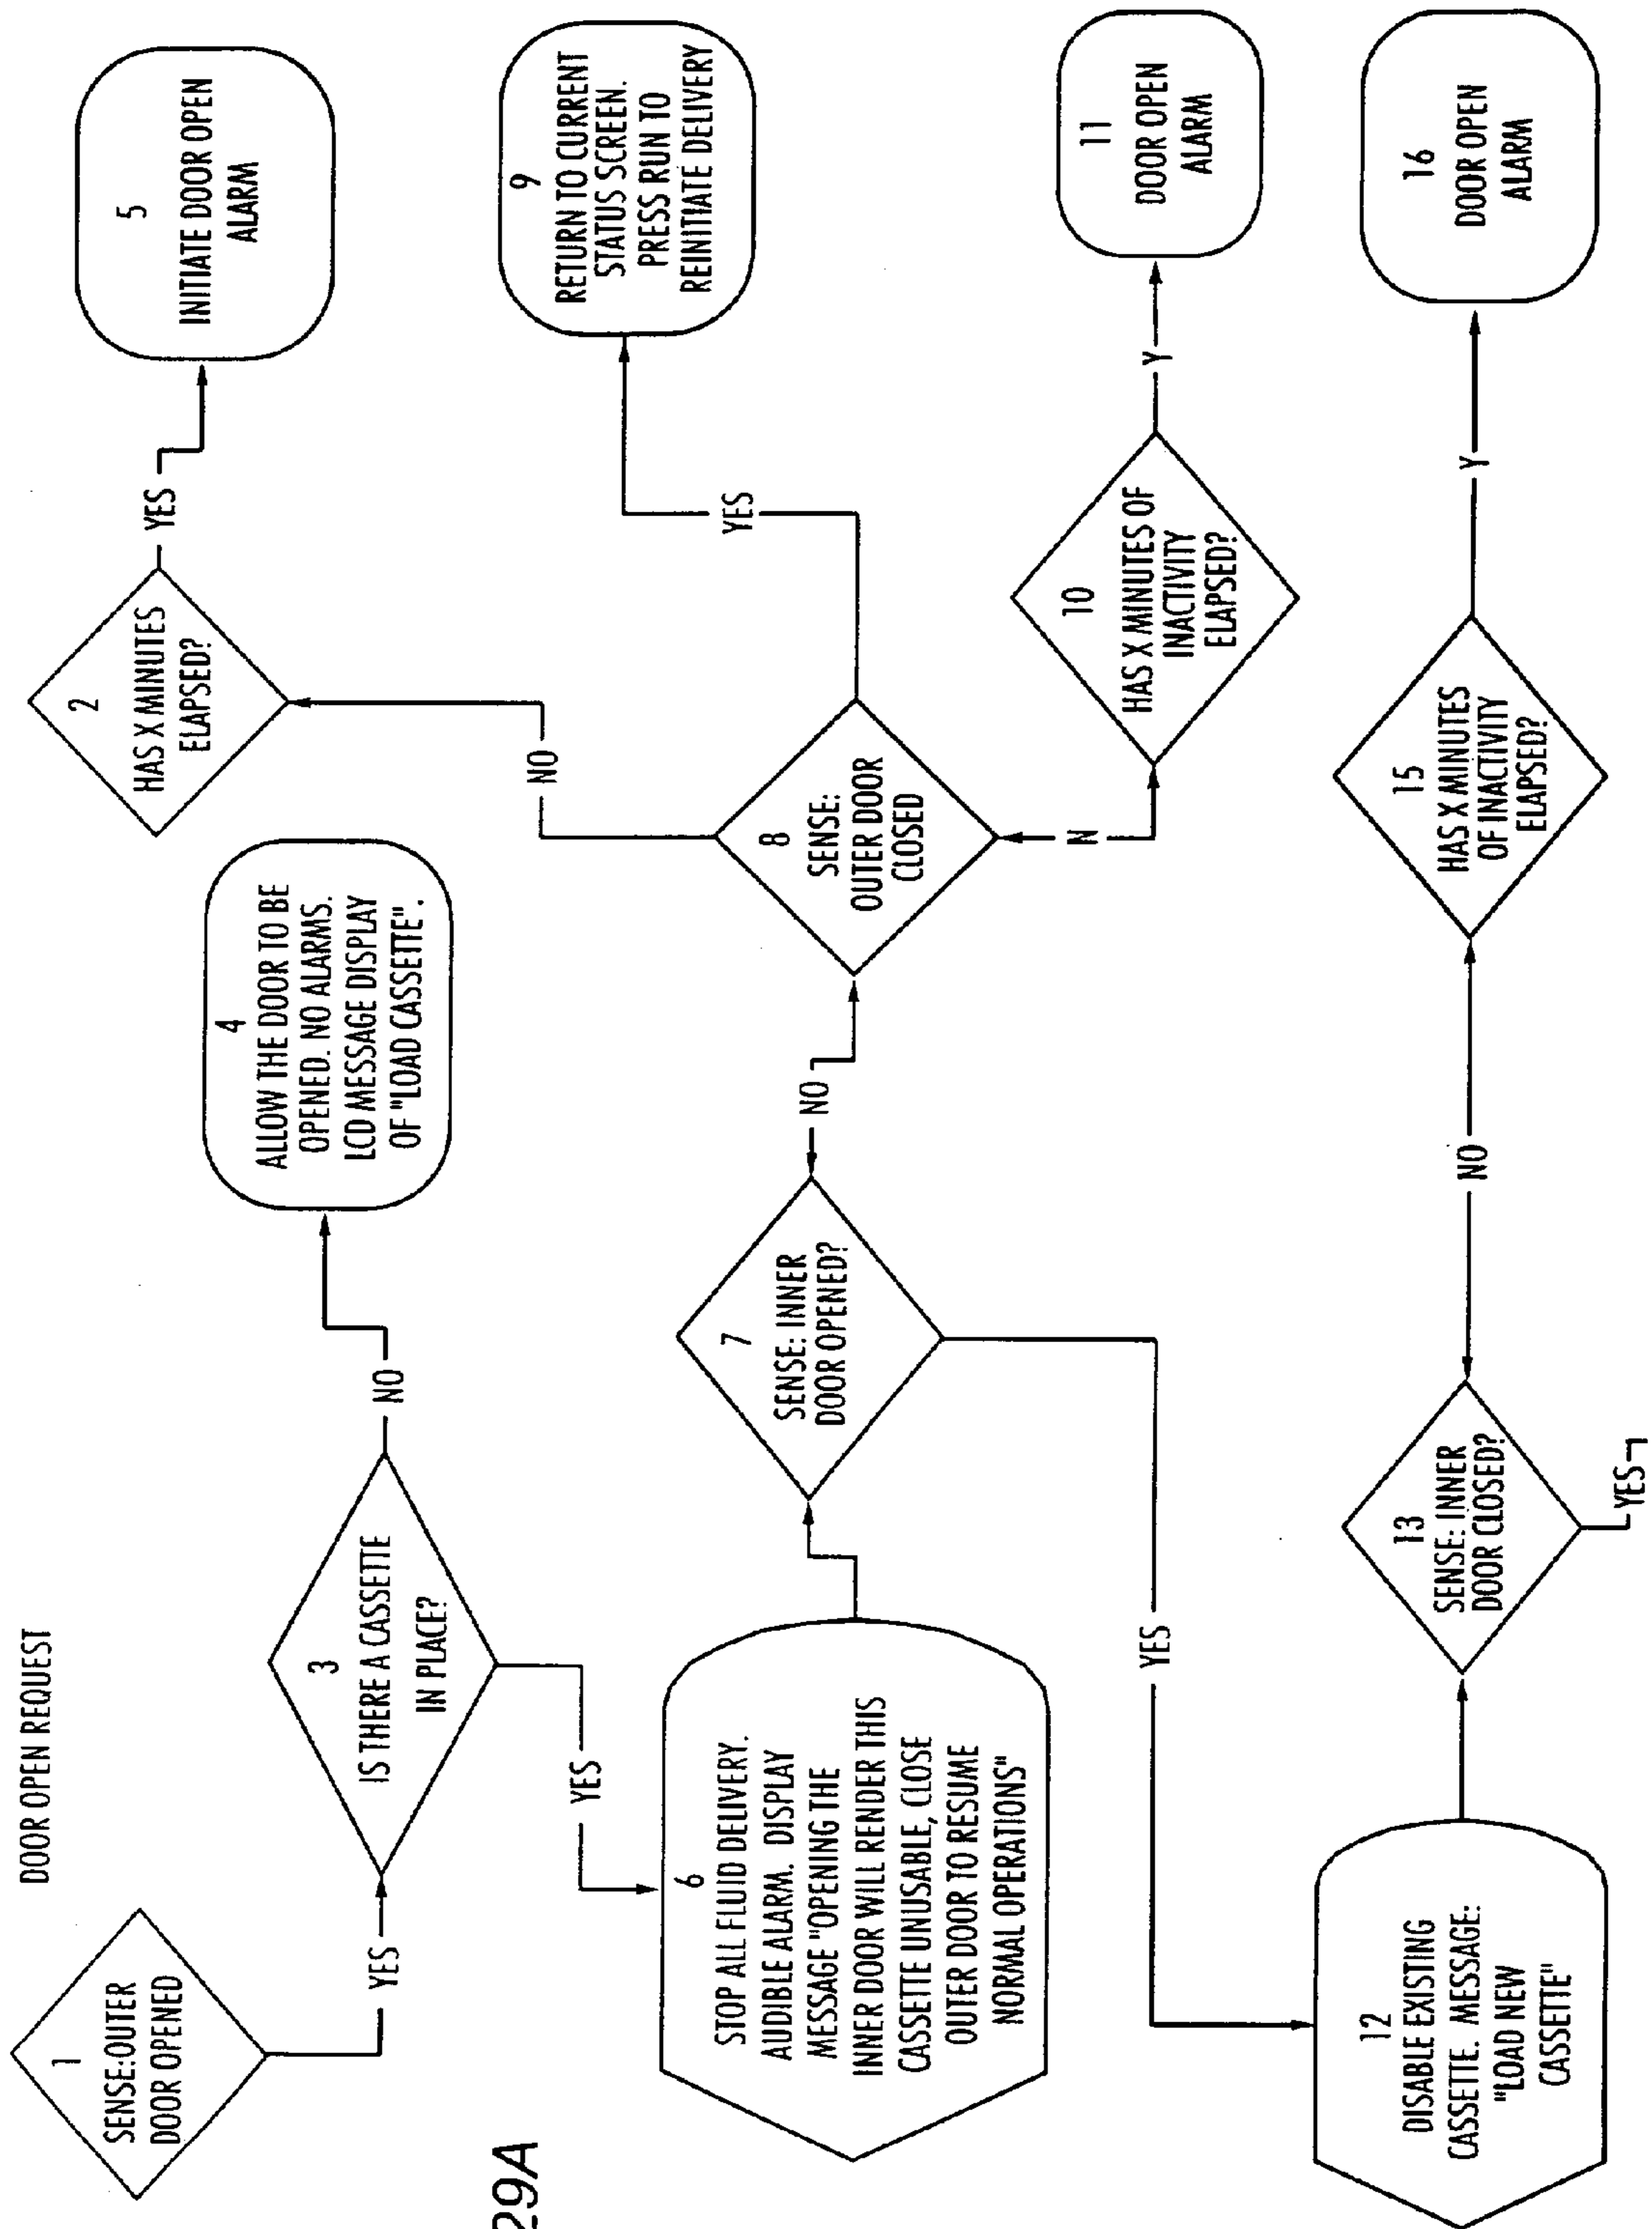 DOOR OPEN REQUEST
1
SENSE:OUTER
DOOR OPENED
YES
3
IS THERE A CASSETTE
IN PLACE?
NO
4
ALLOW THE DOOR TO BE
OPENED. NO ALARMS.
LCD MESSAGE DISPLAY
OF "LOAD CASSETTE".
2
HAS X MINUTES
ELAPSED?
YES
5
INITIATE DOOR OPEN
ALARM
YES
6
STOP ALL FLUID DELIVERY.
AUDIBLE ALARM. DISPLAY
MESSAGE "OPENING THE
INNER DOOR WILL RENDER THIS
CASSETTE UNUSABLE, CLOSE
OUTER DOOR TO RESUME
NORMAL OPERATIONS"
7
SENSE: INNER
DOOR OPENED?
NO
8
SENSE:
OUTER DOOR
CLOSED
NO
YES
9
RETURN TO CURRENT
STATUS SCREEN.
PRESS RUN TO
REINITIATE DELIVERY
N
10
HAS X MINUTES OF
INACTIVITY
ELAPSED?
Y
11
DOOR OPEN
ALARM
YES
12
DISABLE EXISTING
CASSETTE. MESSAGE:
"LOAD NEW
CASSETTE"
13
SENSE: INNER
DOOR CLOSED?
YES
NO
15
HAS X MINUTES
OF INACTIVITY
ELAPSED?
Y
16
DOOR OPEN
ALARM
29A